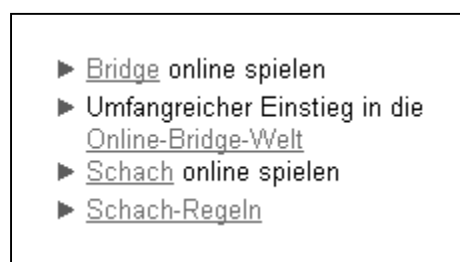 Bridge online spielen
Umfangreicher Einstieg in die
Online-Bridge-Welt
Schach online spielen
Schach-Regeln